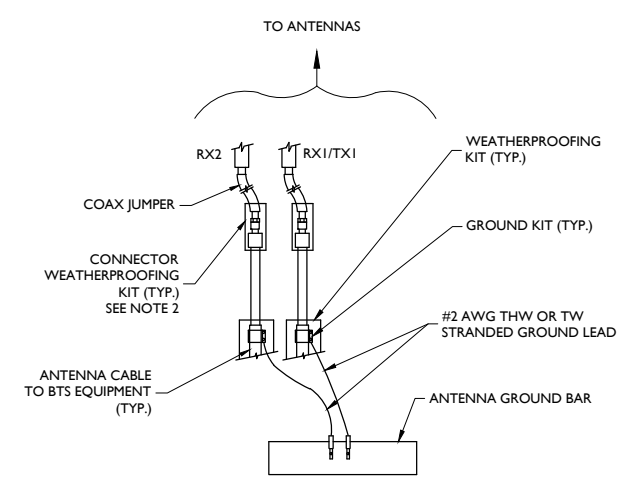 TO ANTENNAS
RX2
RX1/TX1
WEATHERPROOFING
KIT (TYP.)
COAX JUMPER
GROUND KIT (TYP.)
CONNECTOR
WEATHERPROOFING
KIT (TYP.)
SEE NOTE 2
#2 AWG THW OR TW
STRANDED GROUND LEAD
ANTENNA CABLE
TO BTS EQUIPMENT
(TYP.)
ANTENNA GROUND BAR